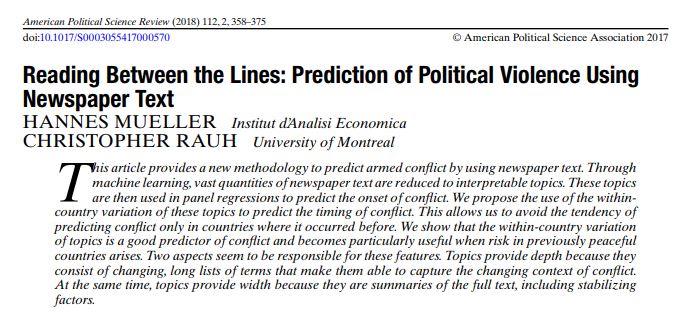 American Political Science Review (2018) 112, 2, 358–375
doi:10.1017/S0003055417000570 © American Political Science Association 2017
Reading Between the Lines: Prediction of Political Violence Using
Newspaper Text
HANNES MUELLER Institut d'Analisi Economica
CHRISTOPHER RAUH University of Montreal
This article provides a new methodology to predict armed conflict by using newspaper text. Through
machine learning, vast quantities of newspaper text are reduced to interpretable topics. These topics
are then used in panel regressions to predict the onset of conflict. We propose the use of the within-
country variation of these topics to predict the timing of conflict. This allows us to avoid the tendency of
predicting conflict only in countries where it occurred before. We show that the within-country variation
of topics is a good predictor of conflict and becomes particularly useful when risk in previously peaceful
countries arises. Two aspects seem to be responsible for these features. Topics provide depth because they
consist of changing, long lists of terms that make them able to capture the changing context of conflict.
At the same time, topics provide width because they are summaries of the full text, including stabilizing
factors.